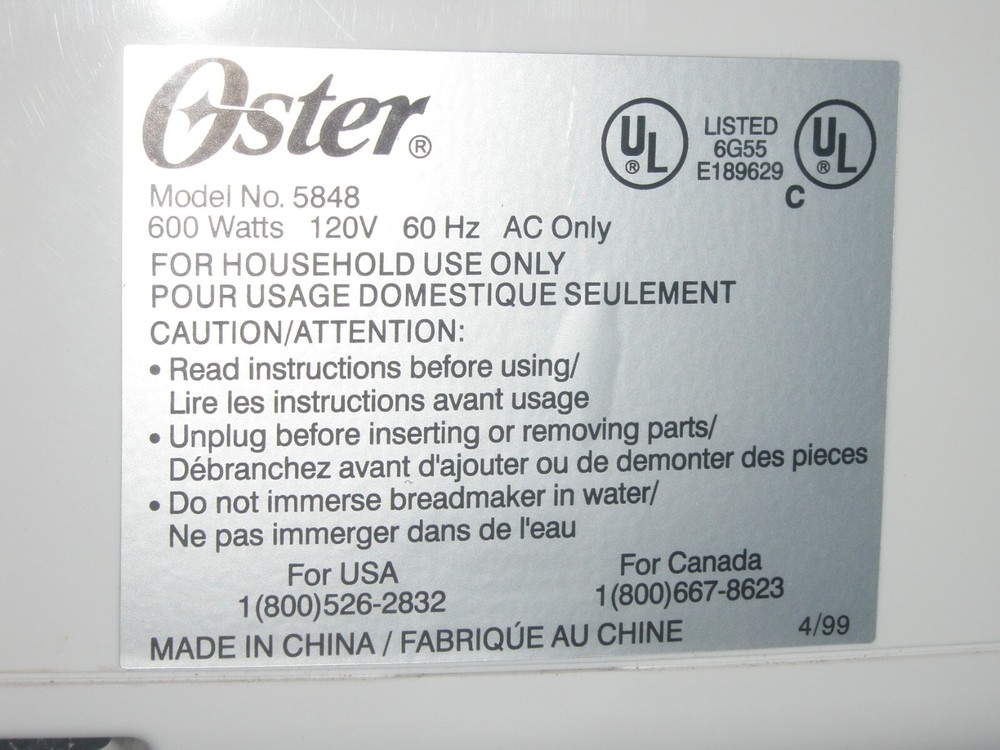 Oster®
UL® LISTED 6G55 E189629 C UL®
Model No. 5848
600 Watts 120V 60 Hz AC Only
FOR HOUSEHOLD USE ONLY
POUR USAGE DOMESTIQUE SEULEMENT
CAUTION/ATTENTION:
• Read instructions before using/
Lire les instructions avant usage
• Unplug before inserting or removing parts/
Débranchez avant d'ajouter ou de demonter des pieces
• Do not immerse breadmaker in water/
Ne pas immerger dans de l'eau
For USA
1(800)526-2832
For Canada
1(800)667-8623
MADE IN CHINA / FABRIQÚE AU CHINE
4/99